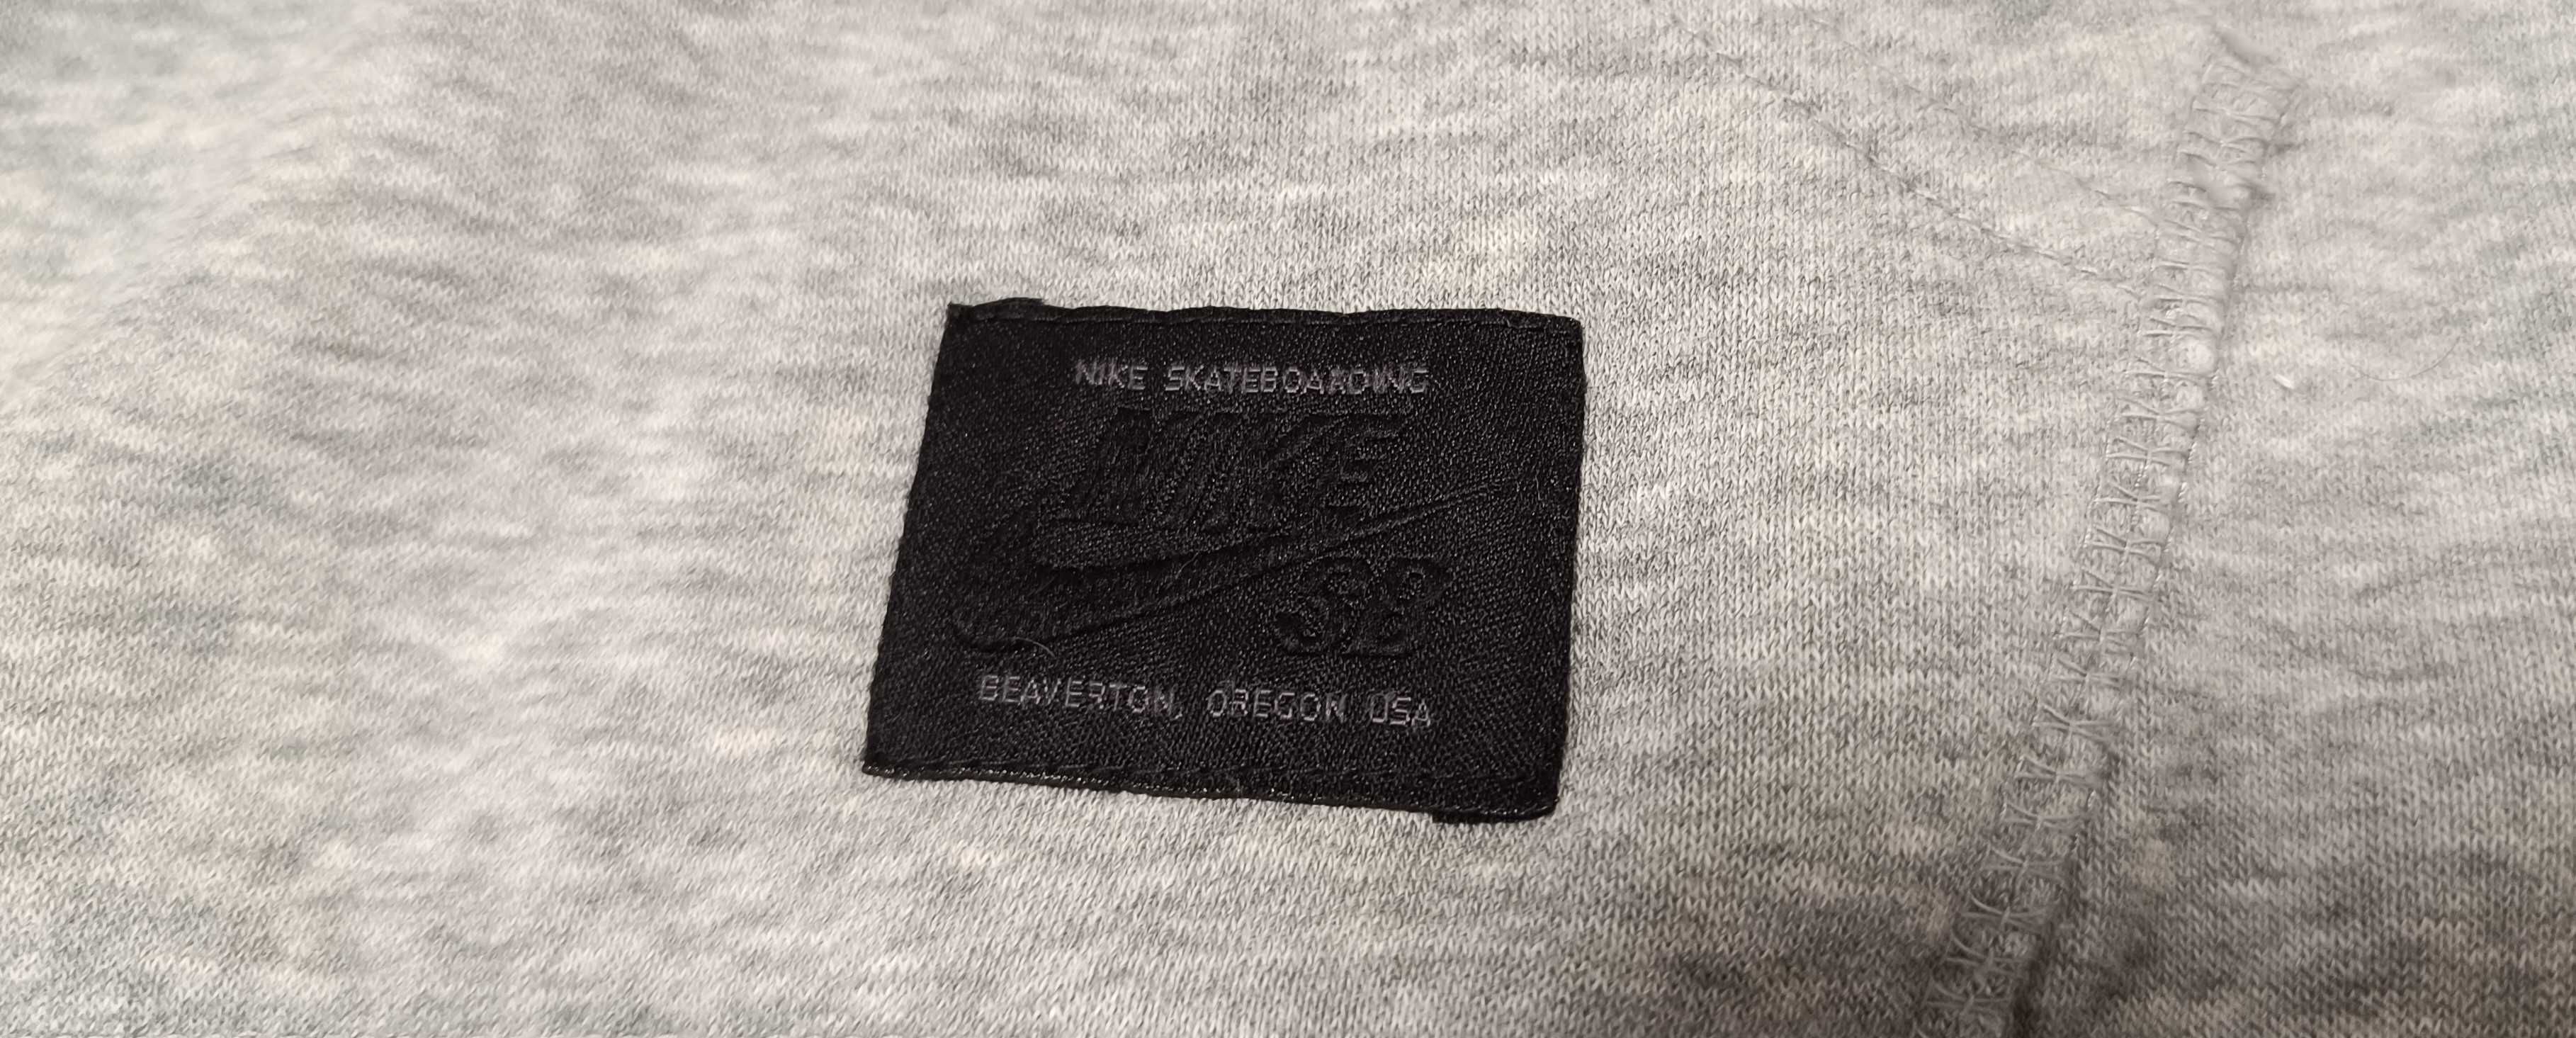 NIKE SKATEBOARDING
NIKE
SB
BEAVERTON, OREGON USA